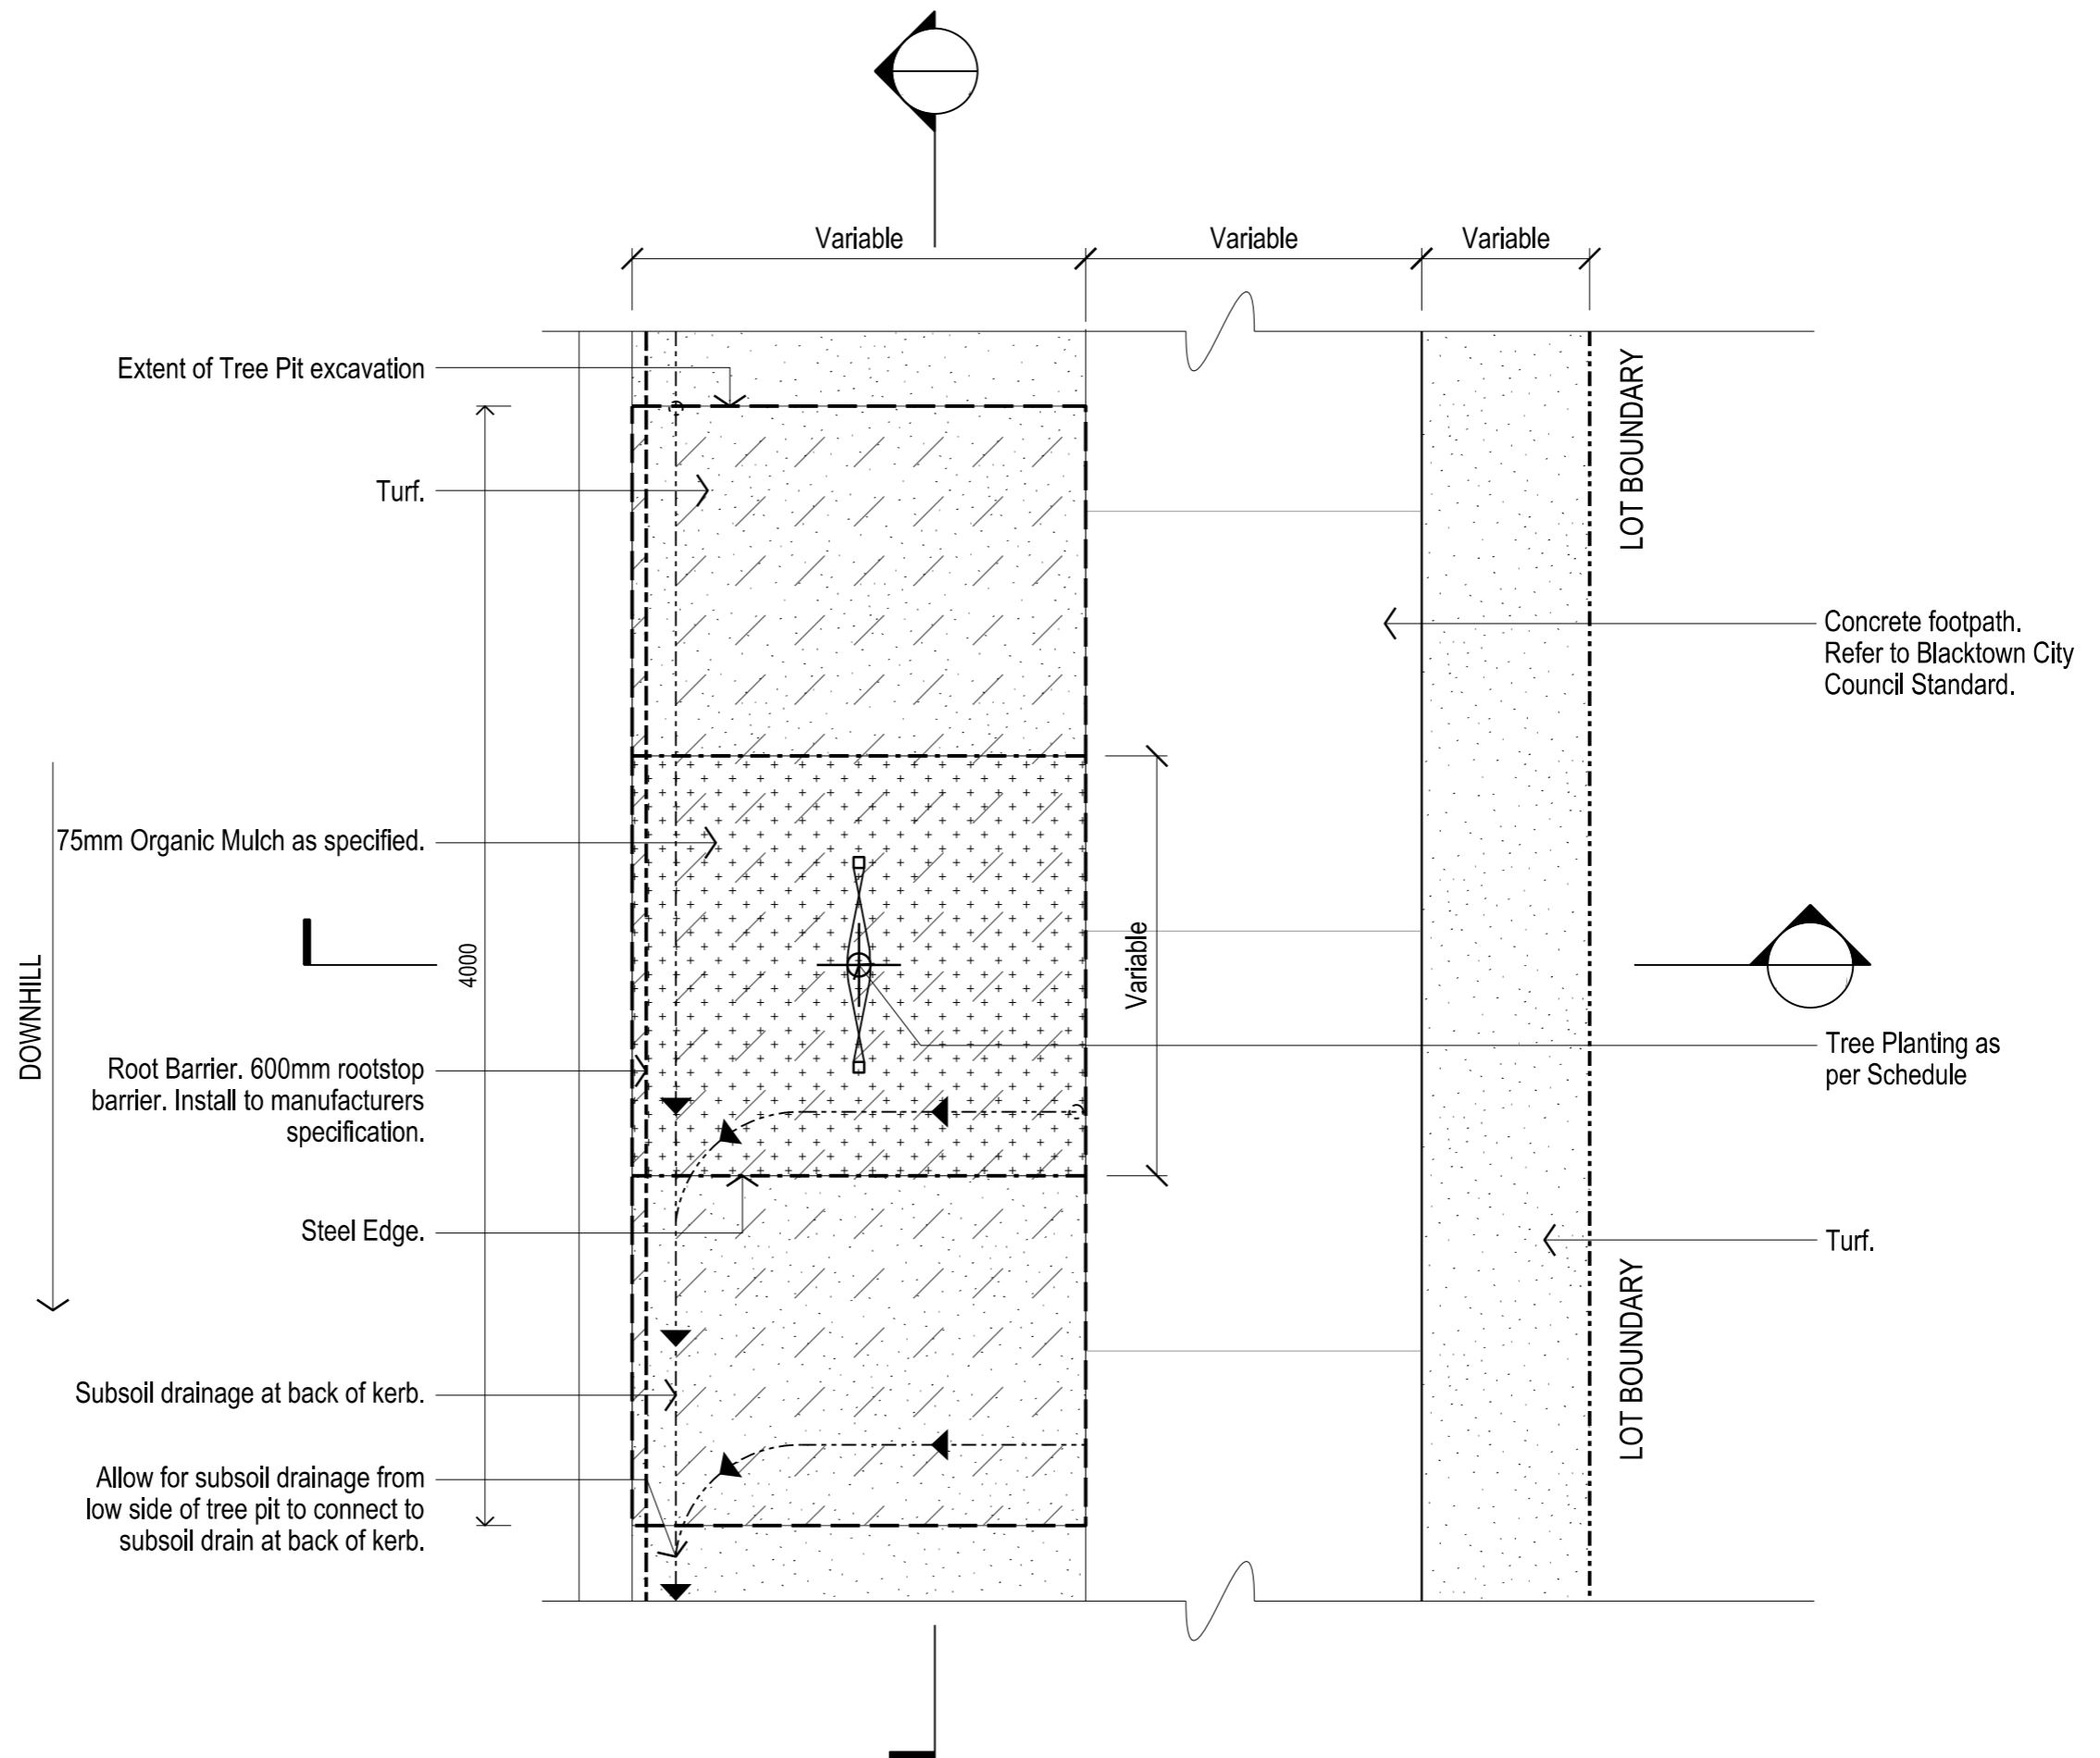 Variable
Variable
Variable
Extent of Tree Pit excavation
LOT BOUNDARY
Turf.
Concrete footpath.
Refer to Blacktown City
Council Standard.
75mm Organic Mulch as specified.
DOWNHILL
4000
Variable
Root Barrier. 600mm rootstop
barrier. Install to manufacturers
specification.
Tree Planting as
per Schedule
Steel Edge.
Turf.
LOT BOUNDARY
Subsoil drainage at back of kerb.
Allow for subsoil drainage from
low side of tree pit to connect to
subsoil drain at back of kerb.